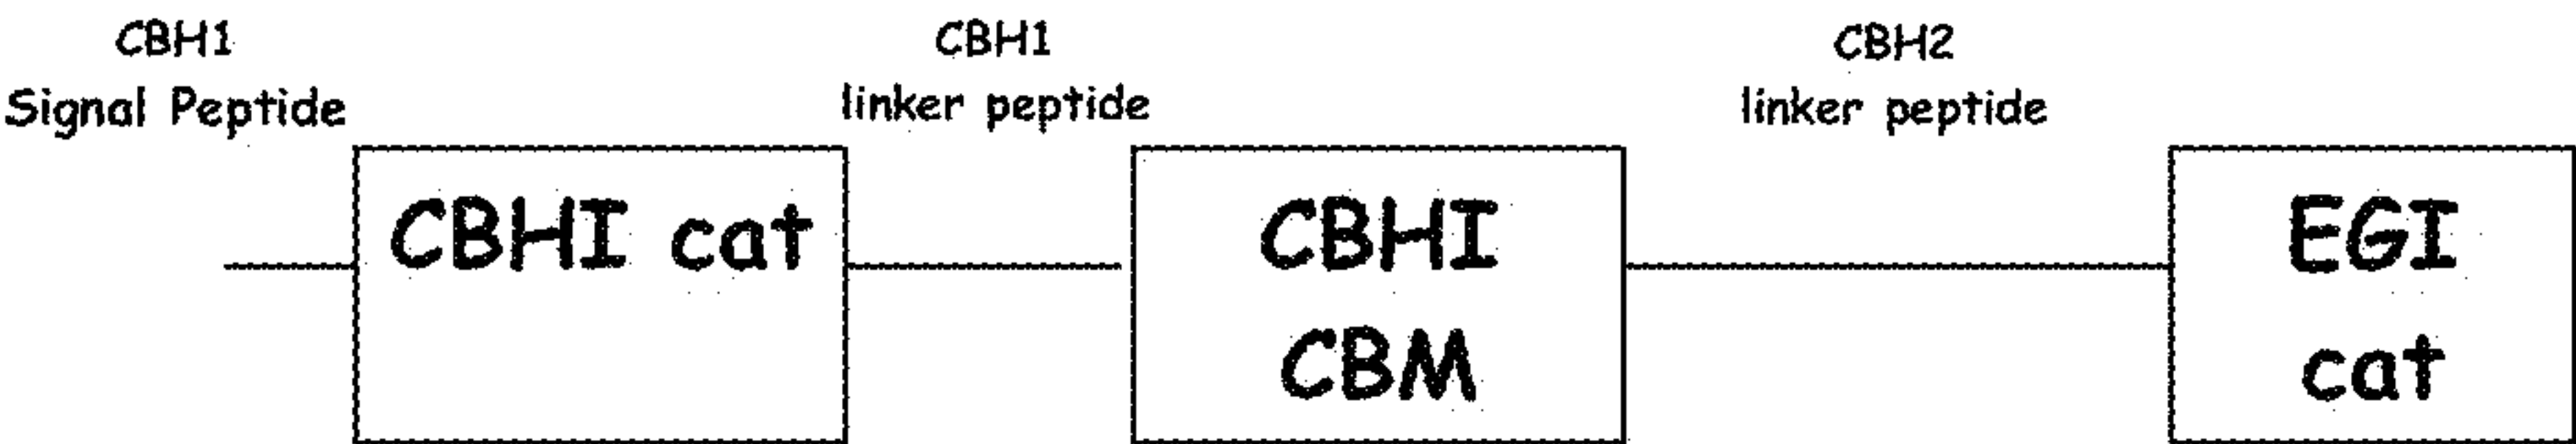 CBH1
Signal Peptide
CBH1
linker peptide
CBH2
linker peptide
CBHI cat
CBHI
CBM
EGI
cat